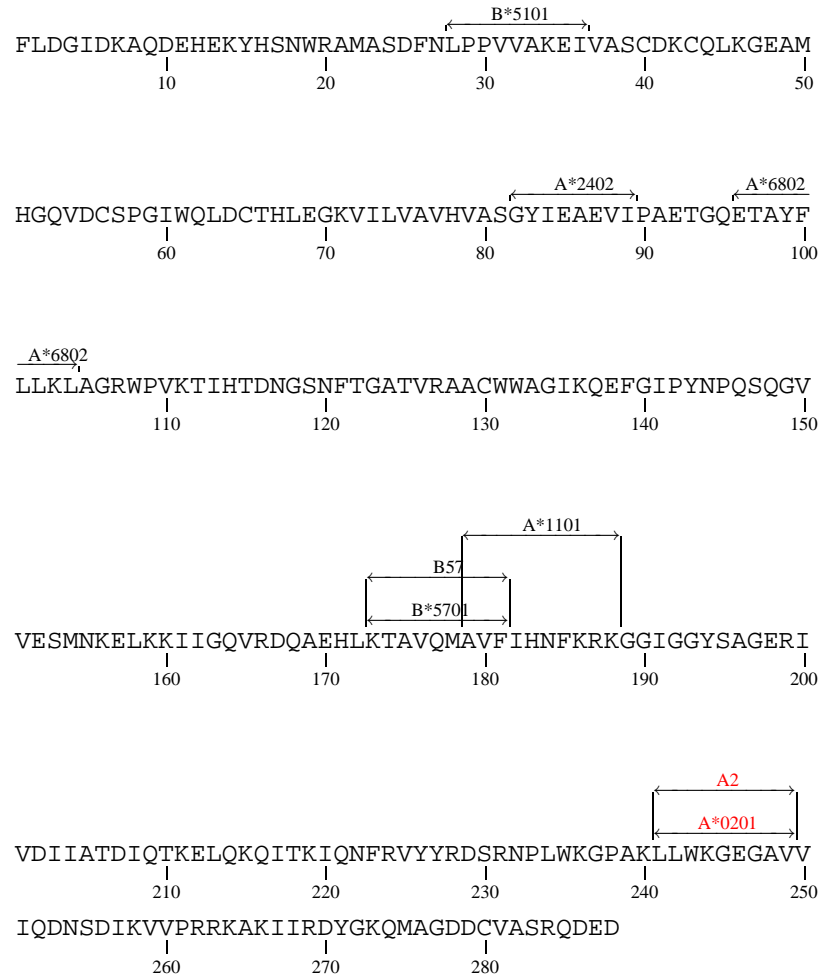 B*5101
FLDGIDKAQDEHEKYHSNWRAMASDFNLPPVVAKEIVASCDKCQLKGEAM
10 20 30 40 50
A*2402 A*6802
HGQVDCSPGIWQLDCTHLEGKVILVAVHVASGYIEAEVIPAETGQETAYF
60 70 80 90 100
A*6802
LLKLAGRWPVKTIHTDNGSNFTGATVRAACWWAGIKQEFGIPYNPQSQGV
110 120 130 140 150
A*1101
B57
B*5701
VESMNKELKKIIGQVRDQAEHLKTAVQMAVFIHNFKRKGGIGGYSAGERI
160 170 180 190 200
A2
A*0201
VDIIATDIQTKELQKQITKIQNFRVYYRDSRNPLWKGPAKLLWKGEGAVV
210 220 230 240 250
IQDNSDIKVVPRRKAKIIRDYGKQMAGDDCVASRQDED
260 270 280